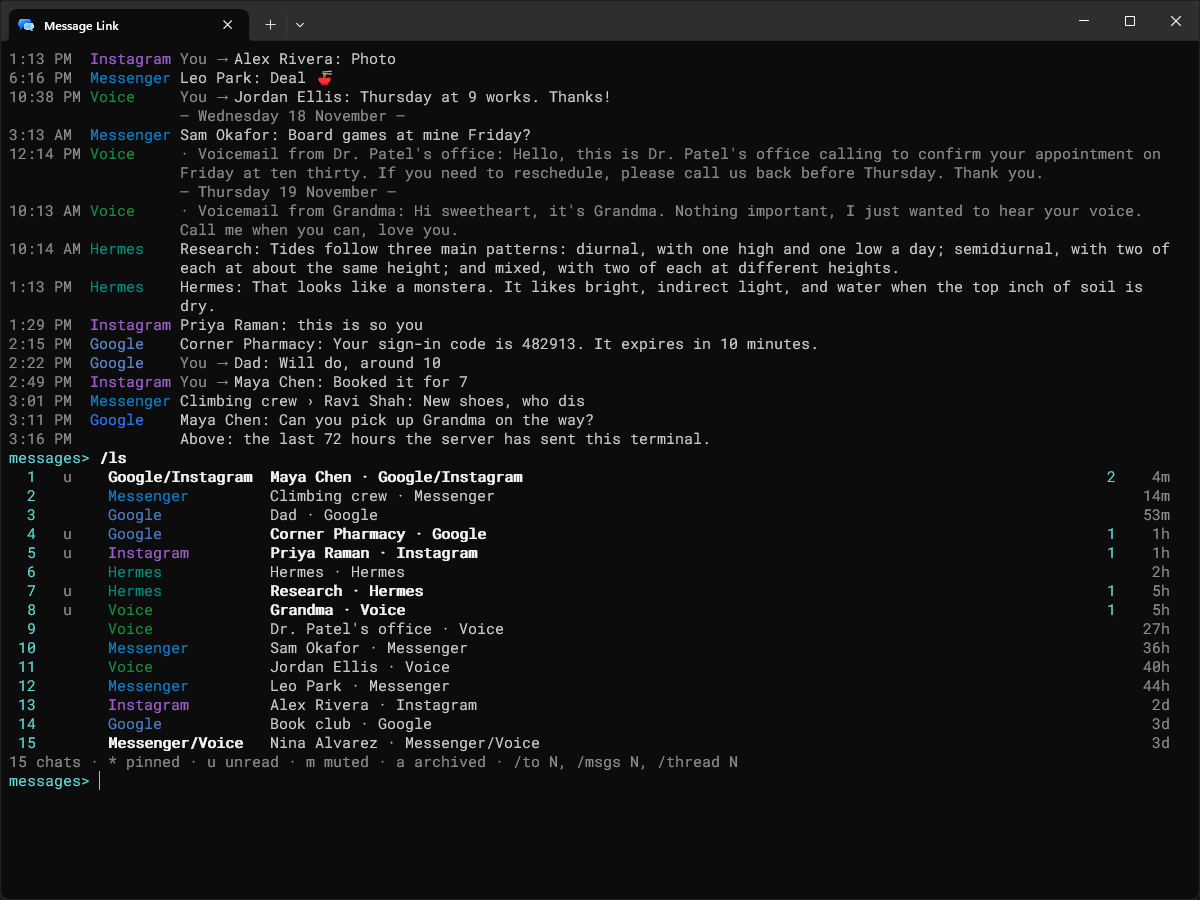 Message Link
1:13 PM Instagram You → Alex Rivera: Photo
6:16 PM Messenger Leo Park: Deal 🍜
10:38 PM Voice You → Jordan Ellis: Thursday at 9 works. Thanks!
— Wednesday 18 November —
3:13 AM Messenger Sam Okafor: Board games at mine Friday?
12:14 PM Voice · Voicemail from Dr. Patel's office: Hello, this is Dr. Patel's office calling to confirm your appointment on
Friday at ten thirty. If you need to reschedule, please call us back before Thursday. Thank you.
— Thursday 19 November —
10:13 AM Voice · Voicemail from Grandma: Hi sweetheart, it's Grandma. Nothing important, I just wanted to hear your voice.
Call me when you can, love you.
10:14 AM Hermes Research: Tides follow three main patterns: diurnal, with one high and one low a day; semidiurnal, with two of
each at about the same height; and mixed, with two of each at different heights.
1:13 PM Hermes Hermes: That looks like a monstera. It likes bright, indirect light, and water when the top inch of soil is
dry.
1:29 PM Instagram Priya Raman: this is so you
2:15 PM Google Corner Pharmacy: Your sign-in code is 482913. It expires in 10 minutes.
2:22 PM Google You → Dad: Will do, around 10
2:49 PM Instagram You → Maya Chen: Booked it for 7
3:01 PM Messenger Climbing crew › Ravi Shah: New shoes, who dis
3:11 PM Google Maya Chen: Can you pick up Grandma on the way?
3:16 PM Above: the last 72 hours the server has sent this terminal.
messages> /ls
1 u Google/Instagram Maya Chen · Google/Instagram 2 4m
2 Messenger Climbing crew · Messenger 14m
3 Google Dad · Google 53m
4 u Google Corner Pharmacy · Google 1 1h
5 u Instagram Priya Raman · Instagram 1 1h
6 Hermes Hermes · Hermes 2h
7 u Hermes Research · Hermes 1 5h
8 u Voice Grandma · Voice 1 5h
9 Voice Dr. Patel's office · Voice 27h
10 Messenger Sam Okafor · Messenger 36h
11 Voice Jordan Ellis · Voice 40h
12 Messenger Leo Park · Messenger 44h
13 Instagram Alex Rivera · Instagram 2d
14 Google Book club · Google 3d
15 Messenger/Voice Nina Alvarez · Messenger/Voice 3d
15 chats · * pinned · u unread · m muted · a archived · /to N, /msgs N, /thread N
messages>